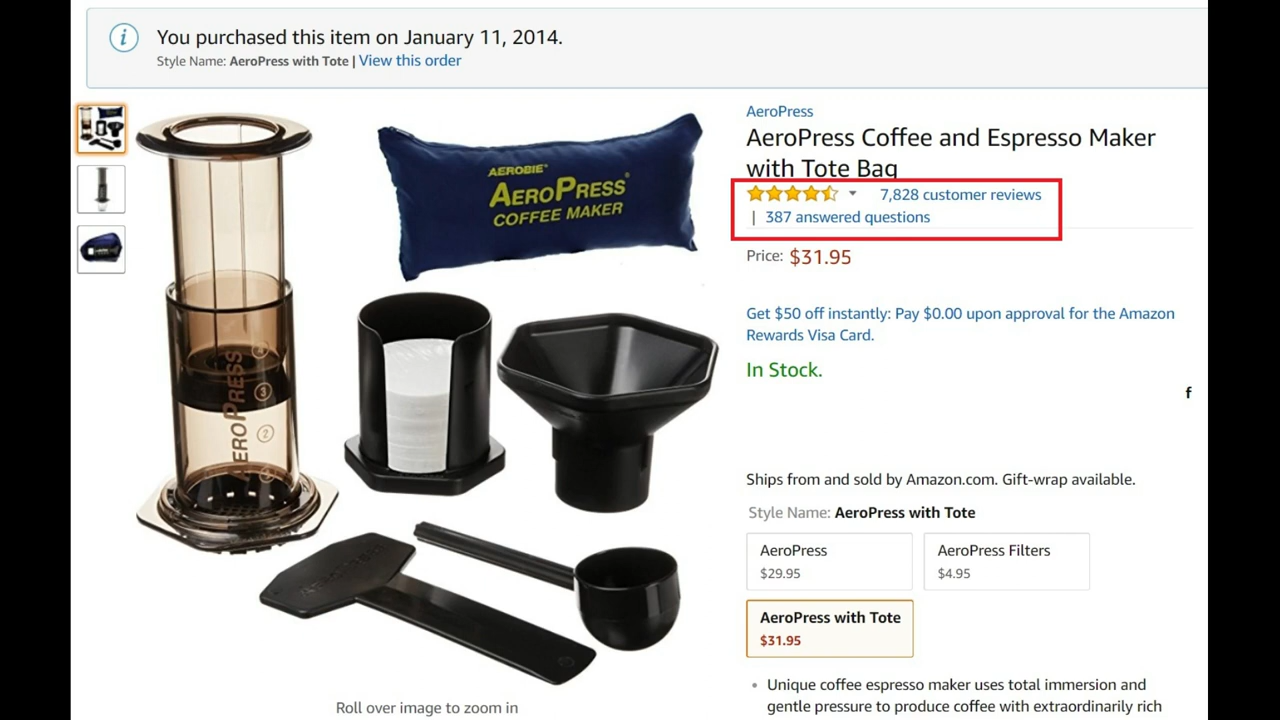 You purchased this item on January 11, 2014.
Style Name: AeroPress with Tote | View this order
AEROBIE®
AEROPRESS®
COFFEE MAKER
AEROPRESS
3
2
AeroPress
AeroPress Coffee and Espresso Maker
with Tote Bag
7,828 customer reviews
| 387 answered questions
Price: $31.95
Get $50 off instantly: Pay $0.00 upon approval for the Amazon
Rewards Visa Card.
In Stock.
f
Ships from and sold by Amazon.com. Gift-wrap available.
Style Name: AeroPress with Tote
AeroPress
$29.95
AeroPress Filters
$4.95
AeroPress with Tote
$31.95
• Unique coffee espresso maker uses total immersion and
gentle pressure to produce coffee with extraordinarily rich
Roll over image to zoom in